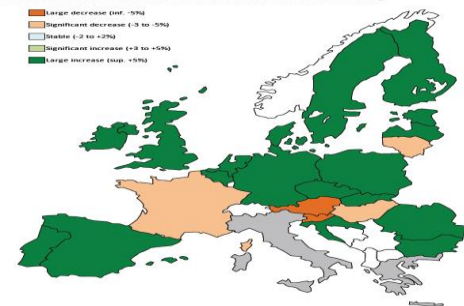 Large decrease (inf. -5%)
Significant decrease (-3 to -5%)
Stable (-2 to +2%)
Significant increase (+3 to +5%)
Large increase (sup. +5%)